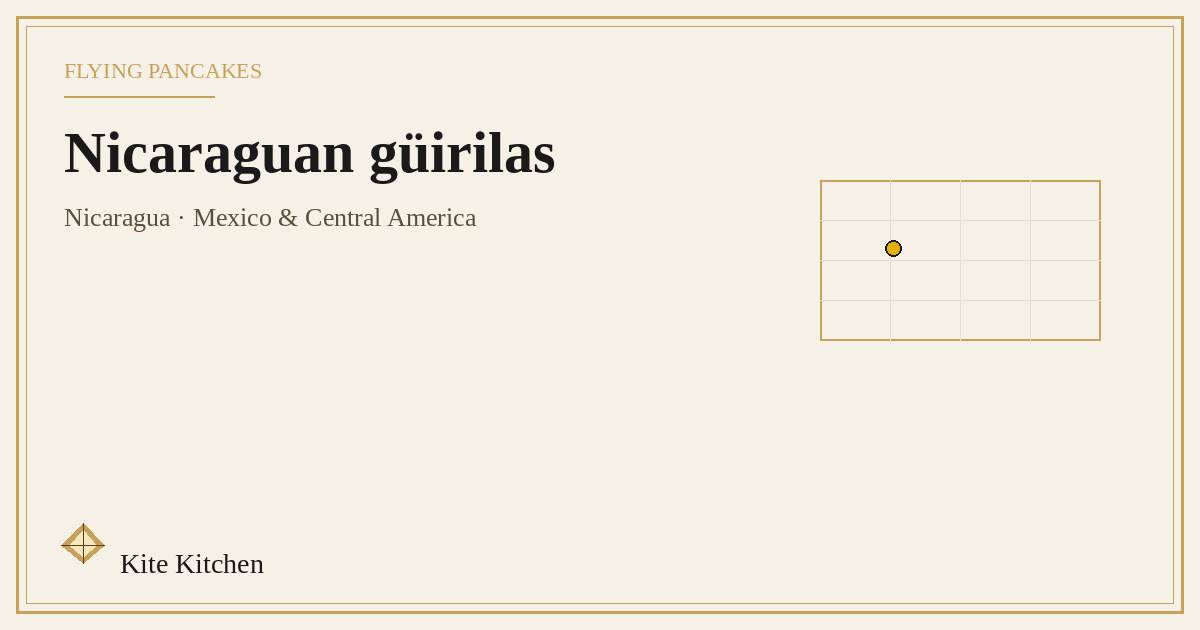 FLYING PANCAKES
Nicaraguan güirilas
Nicaragua · Mexico & Central America
Kite Kitchen